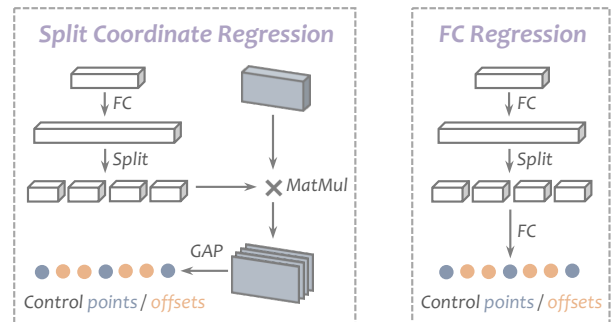 Split Coordinate Regression
FC
Split
MatMul
GAP
Control points / offsets
FC Regression
FC
Split
FC
Control points / offsets